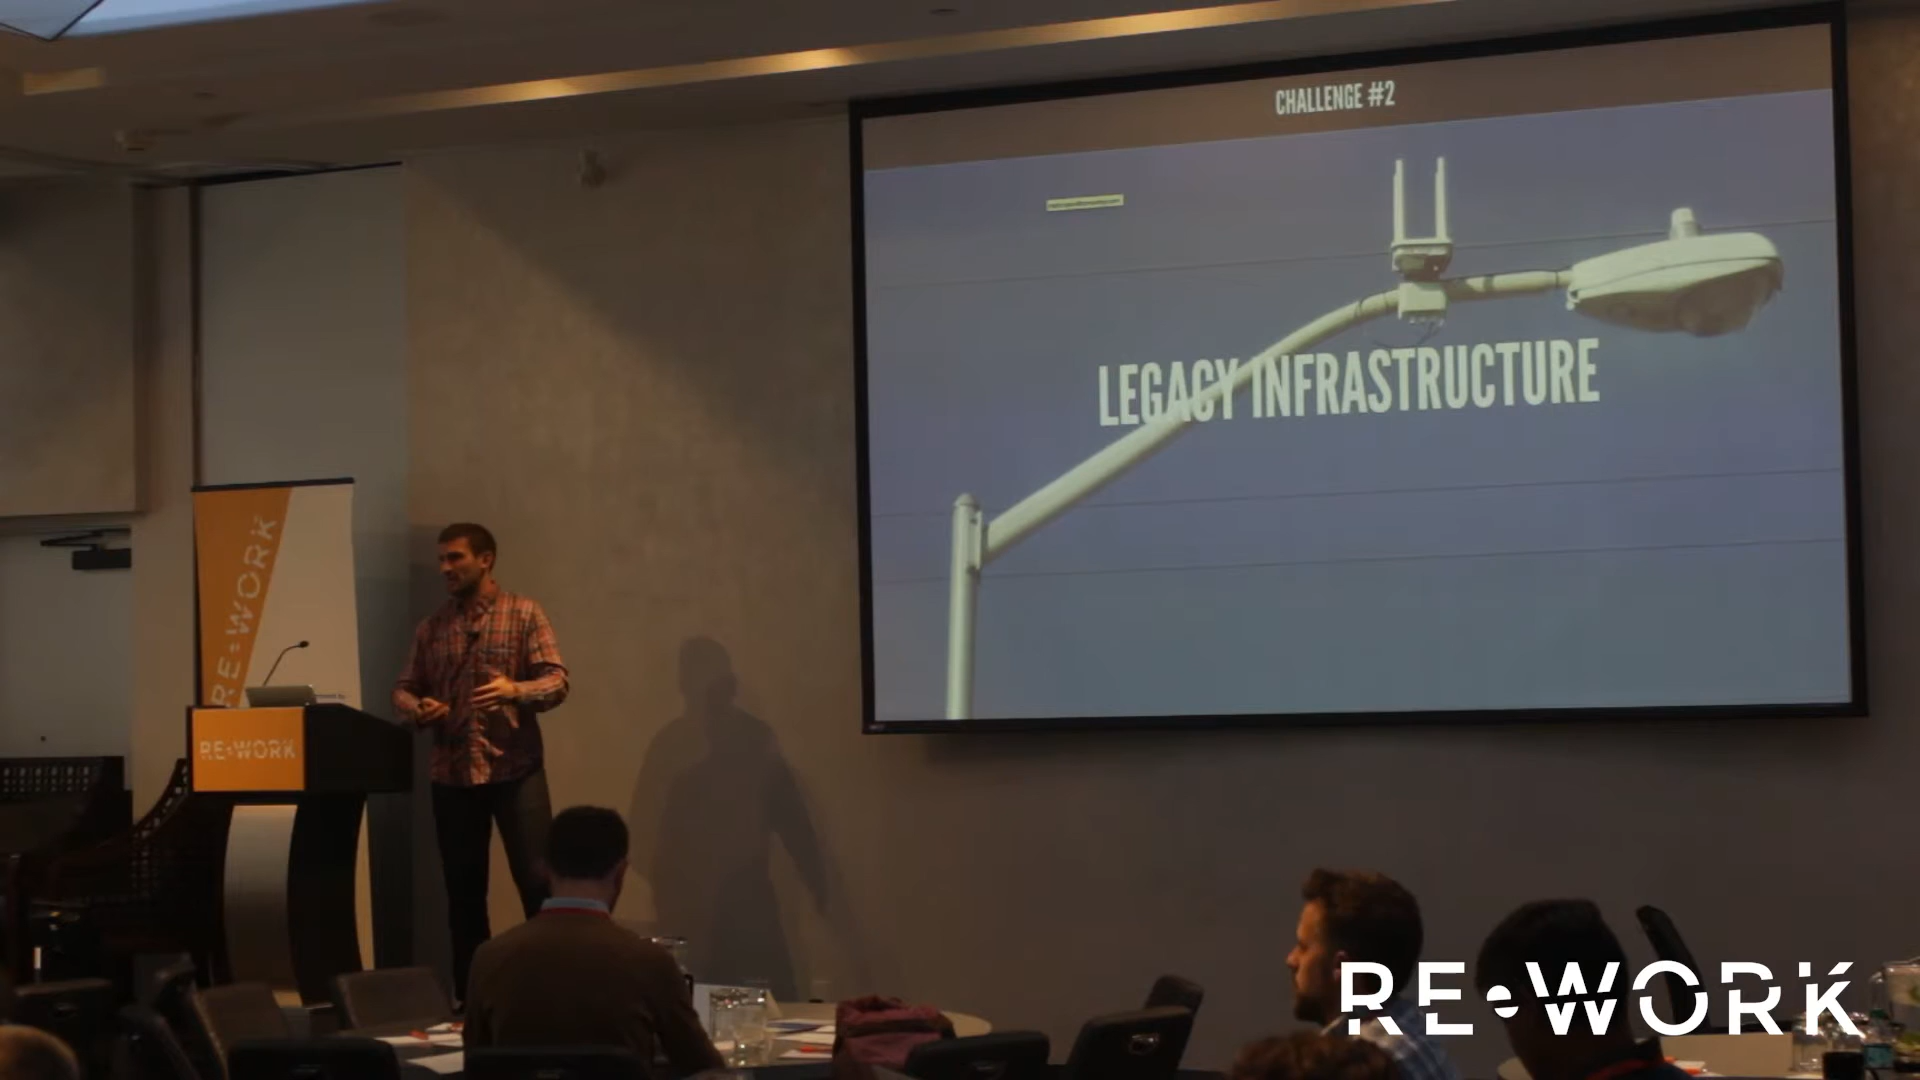 CHALLENGE #2
LEGACY INFRASTRUCTURE
RE•WORK
RE•WORK
RE•WORK